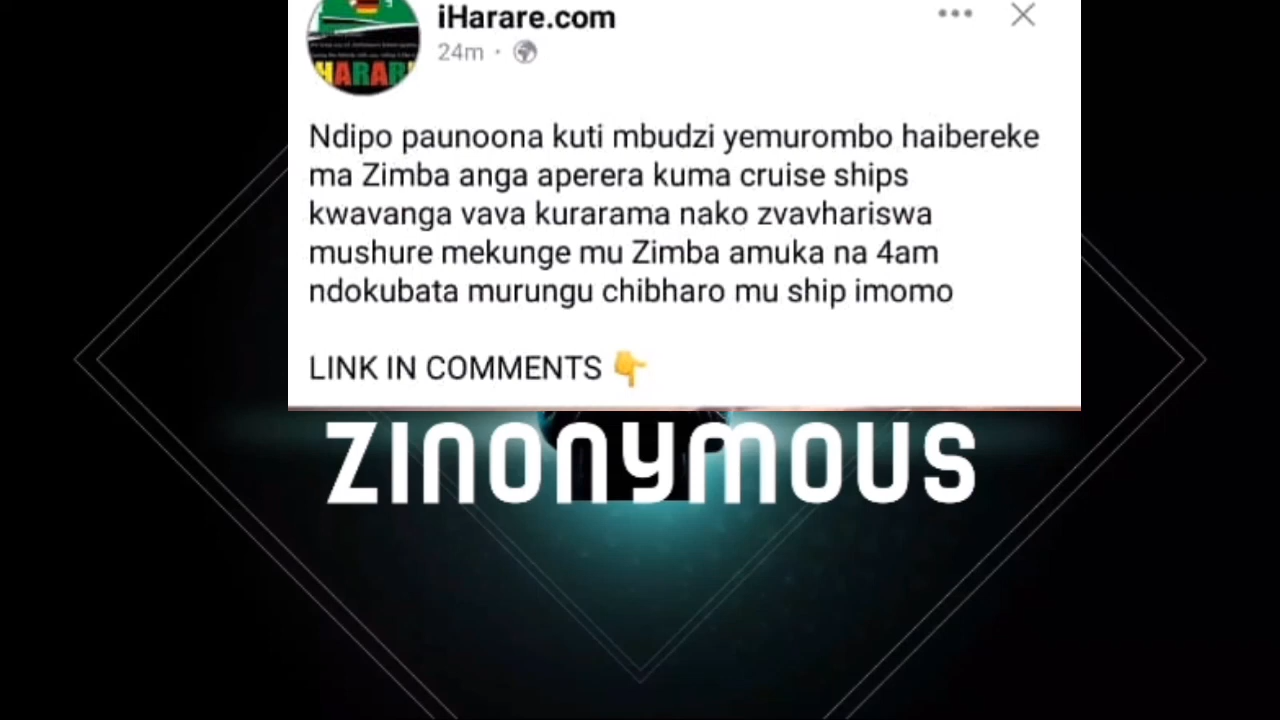 iHarare.com
24m
HARAR
Ndipo paunoona kuti mbudzi yemurombo haibereke
ma Zimba anga aperera kuma cruise ships
kwavanga vava kurarama nako zvavhariswa
mushure mekunge mu Zimba amuka na 4am
ndokubata murungu chibharo mu ship imomo
LINK IN COMMENTS 👇
ZINONYMOUS